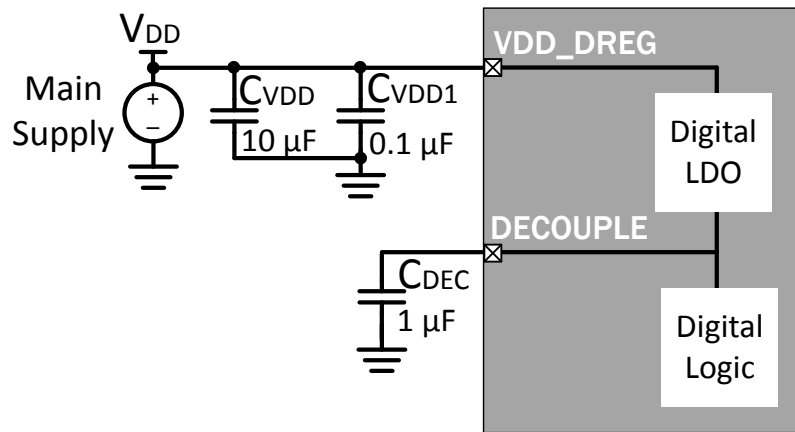 VDD
VDD_DREG
Main
Supply
+
–
CVDD
10 µF
CVDD1
0.1 µF
Digital
LDO
DECOUPLE
CDEC
1 µF
Digital
Logic